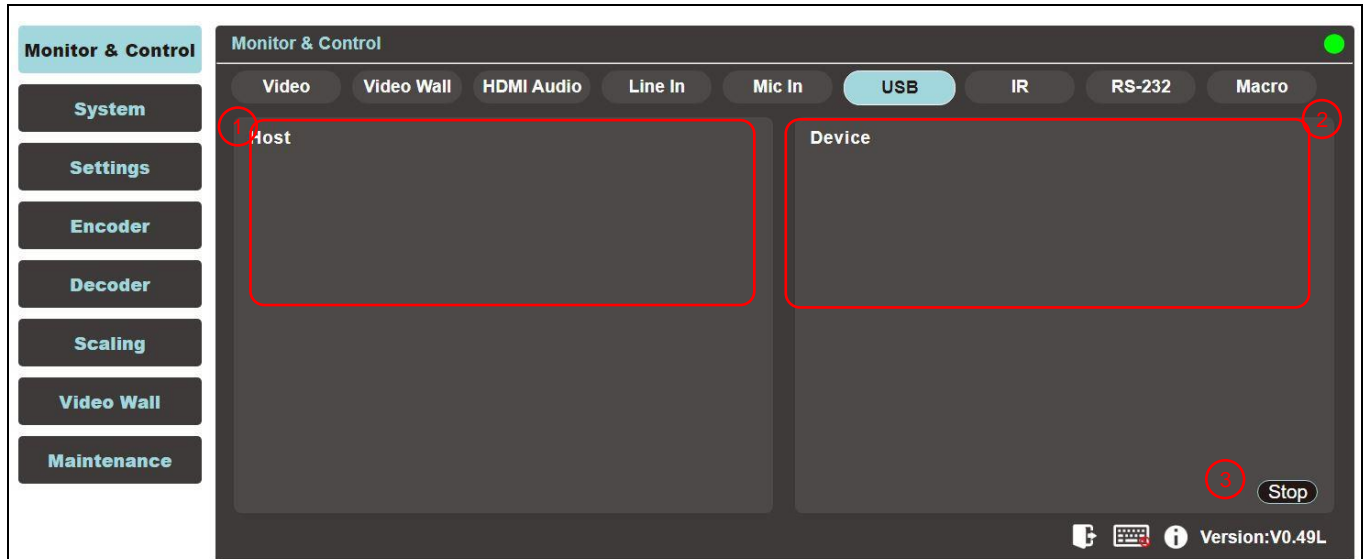 Monitor & Control
System
Settings
Encoder
Decoder
Scaling
Video Wall
Maintenance
Monitor & Control
Video Video Wall HDMI Audio Line In Mic In USB IR RS-232 Macro
1 Host
Device 2
3 Stop
Version:V0.49L